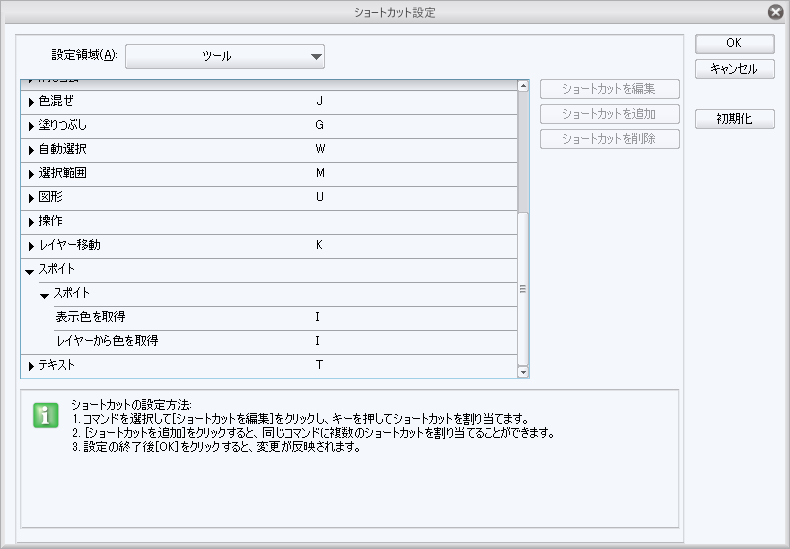 ショートカット設定
設定領域(A): ツール
OK
キャンセル
初期化
ショートカットを編集
ショートカットを追加
ショートカットを削除
色混ぜ J
塗りつぶし G
自動選択 W
選択範囲 M
図形 U
操作
レイヤー移動 K
スポイト
スポイト
表示色を取得 I
レイヤーから色を取得 I
テキスト T
ショートカットの設定方法:
1. コマンドを選択して[ショートカットを編集]をクリックし、キーを押してショートカットを割り当てます。
2. [ショートカットを追加]をクリックすると、同じコマンドに複数のショートカットを割り当てることができます。
3. 設定の終了後[OK]をクリックすると、変更が反映されます。